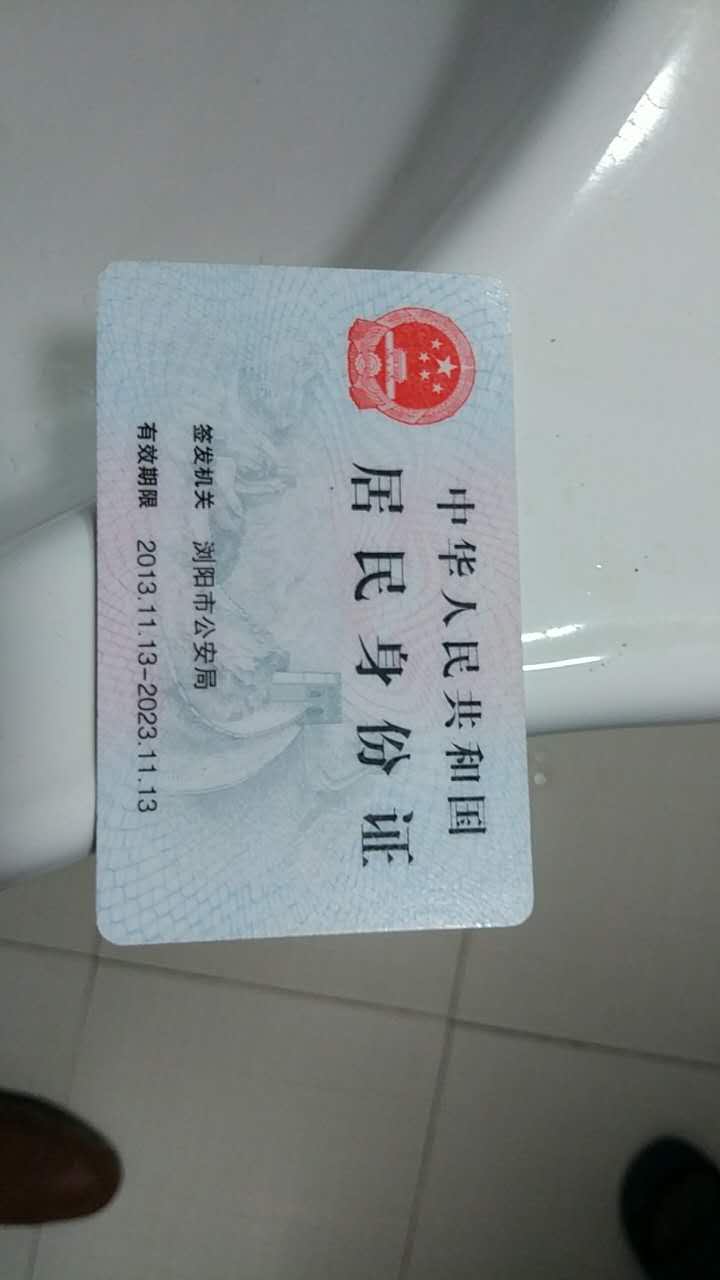 中华人民共和国
居民身份证
签发机关 浏阳市公安局
有效期限 2013.11.13-2023.11.13